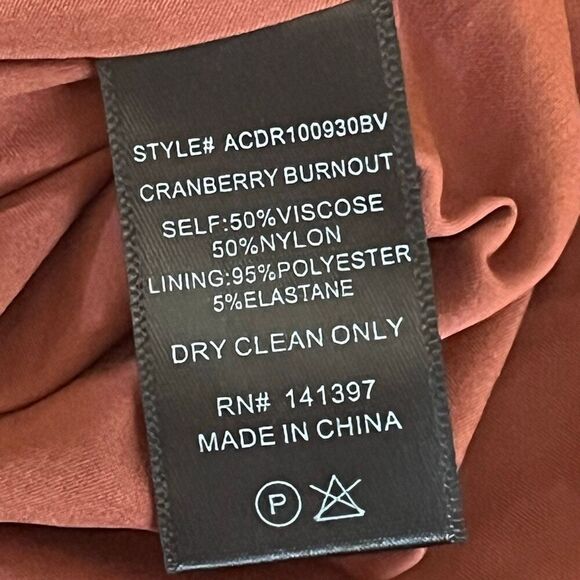 STYLE# ACDR100930BV
CRANBERRY BURNOUT
SELF:50%VISCOSE
50%NYLON
LINING:95%POLYESTER
5%ELASTANE
DRY CLEAN ONLY
RN# 141397
MADE IN CHINA
P